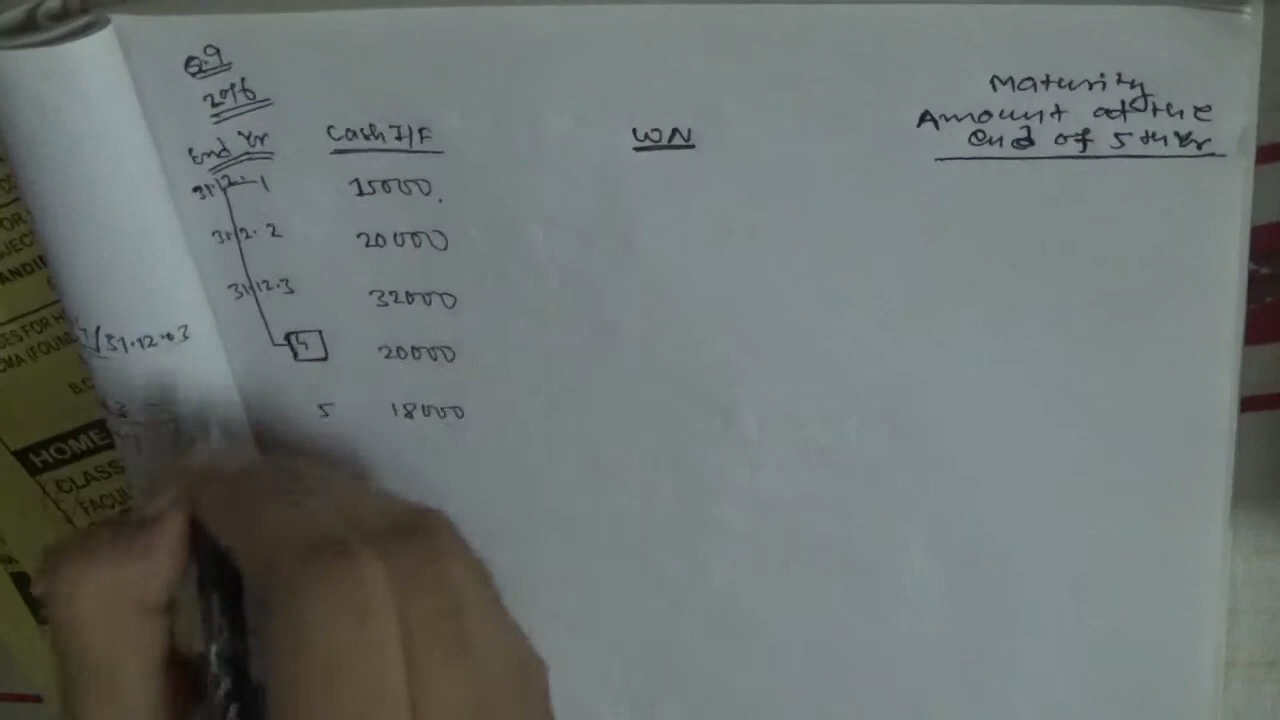 Q.9
2016
End Yr Cash I/F WN Maturity Amount at the end of 5th Yr
31.12.1 15000.
31.12.2 20000
31.12.3 32000
4 20000
5 18000
/31.12.03
HOME
CLASS
FACUL